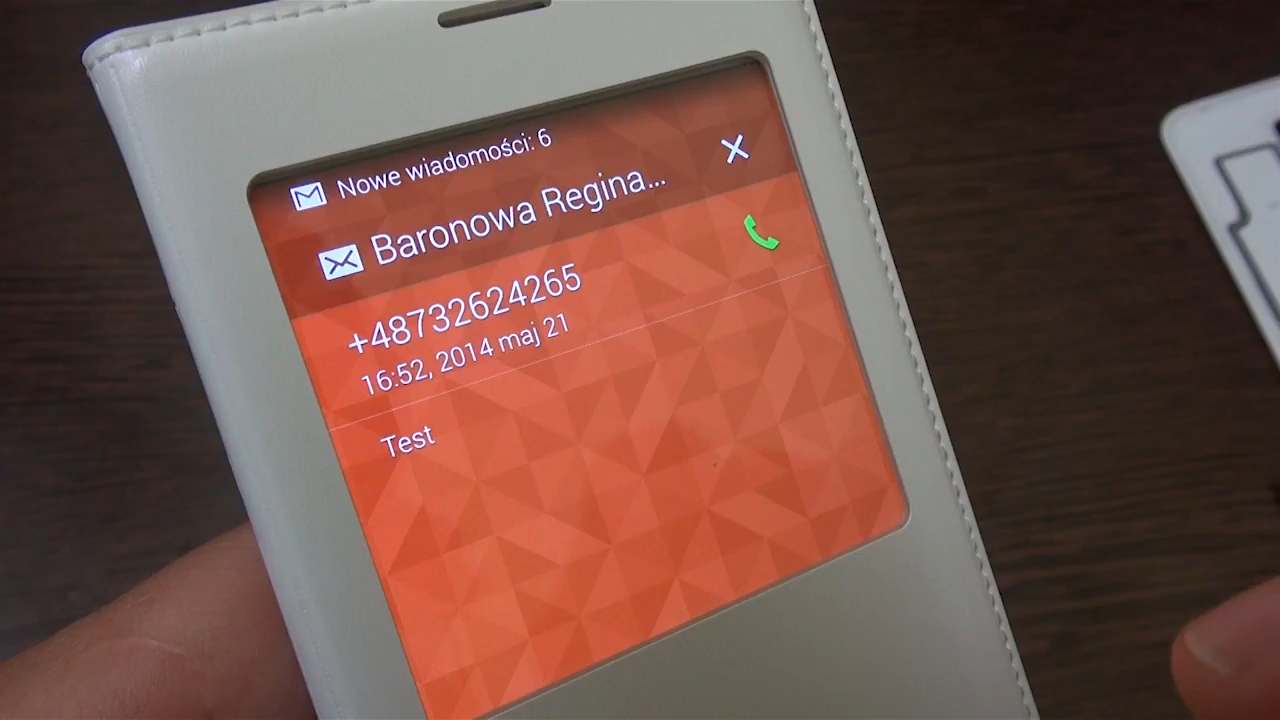 Nowe wiadomości: 6
Baronowa Regina...
+48732624265
16:52, 2014 maj 21
Test